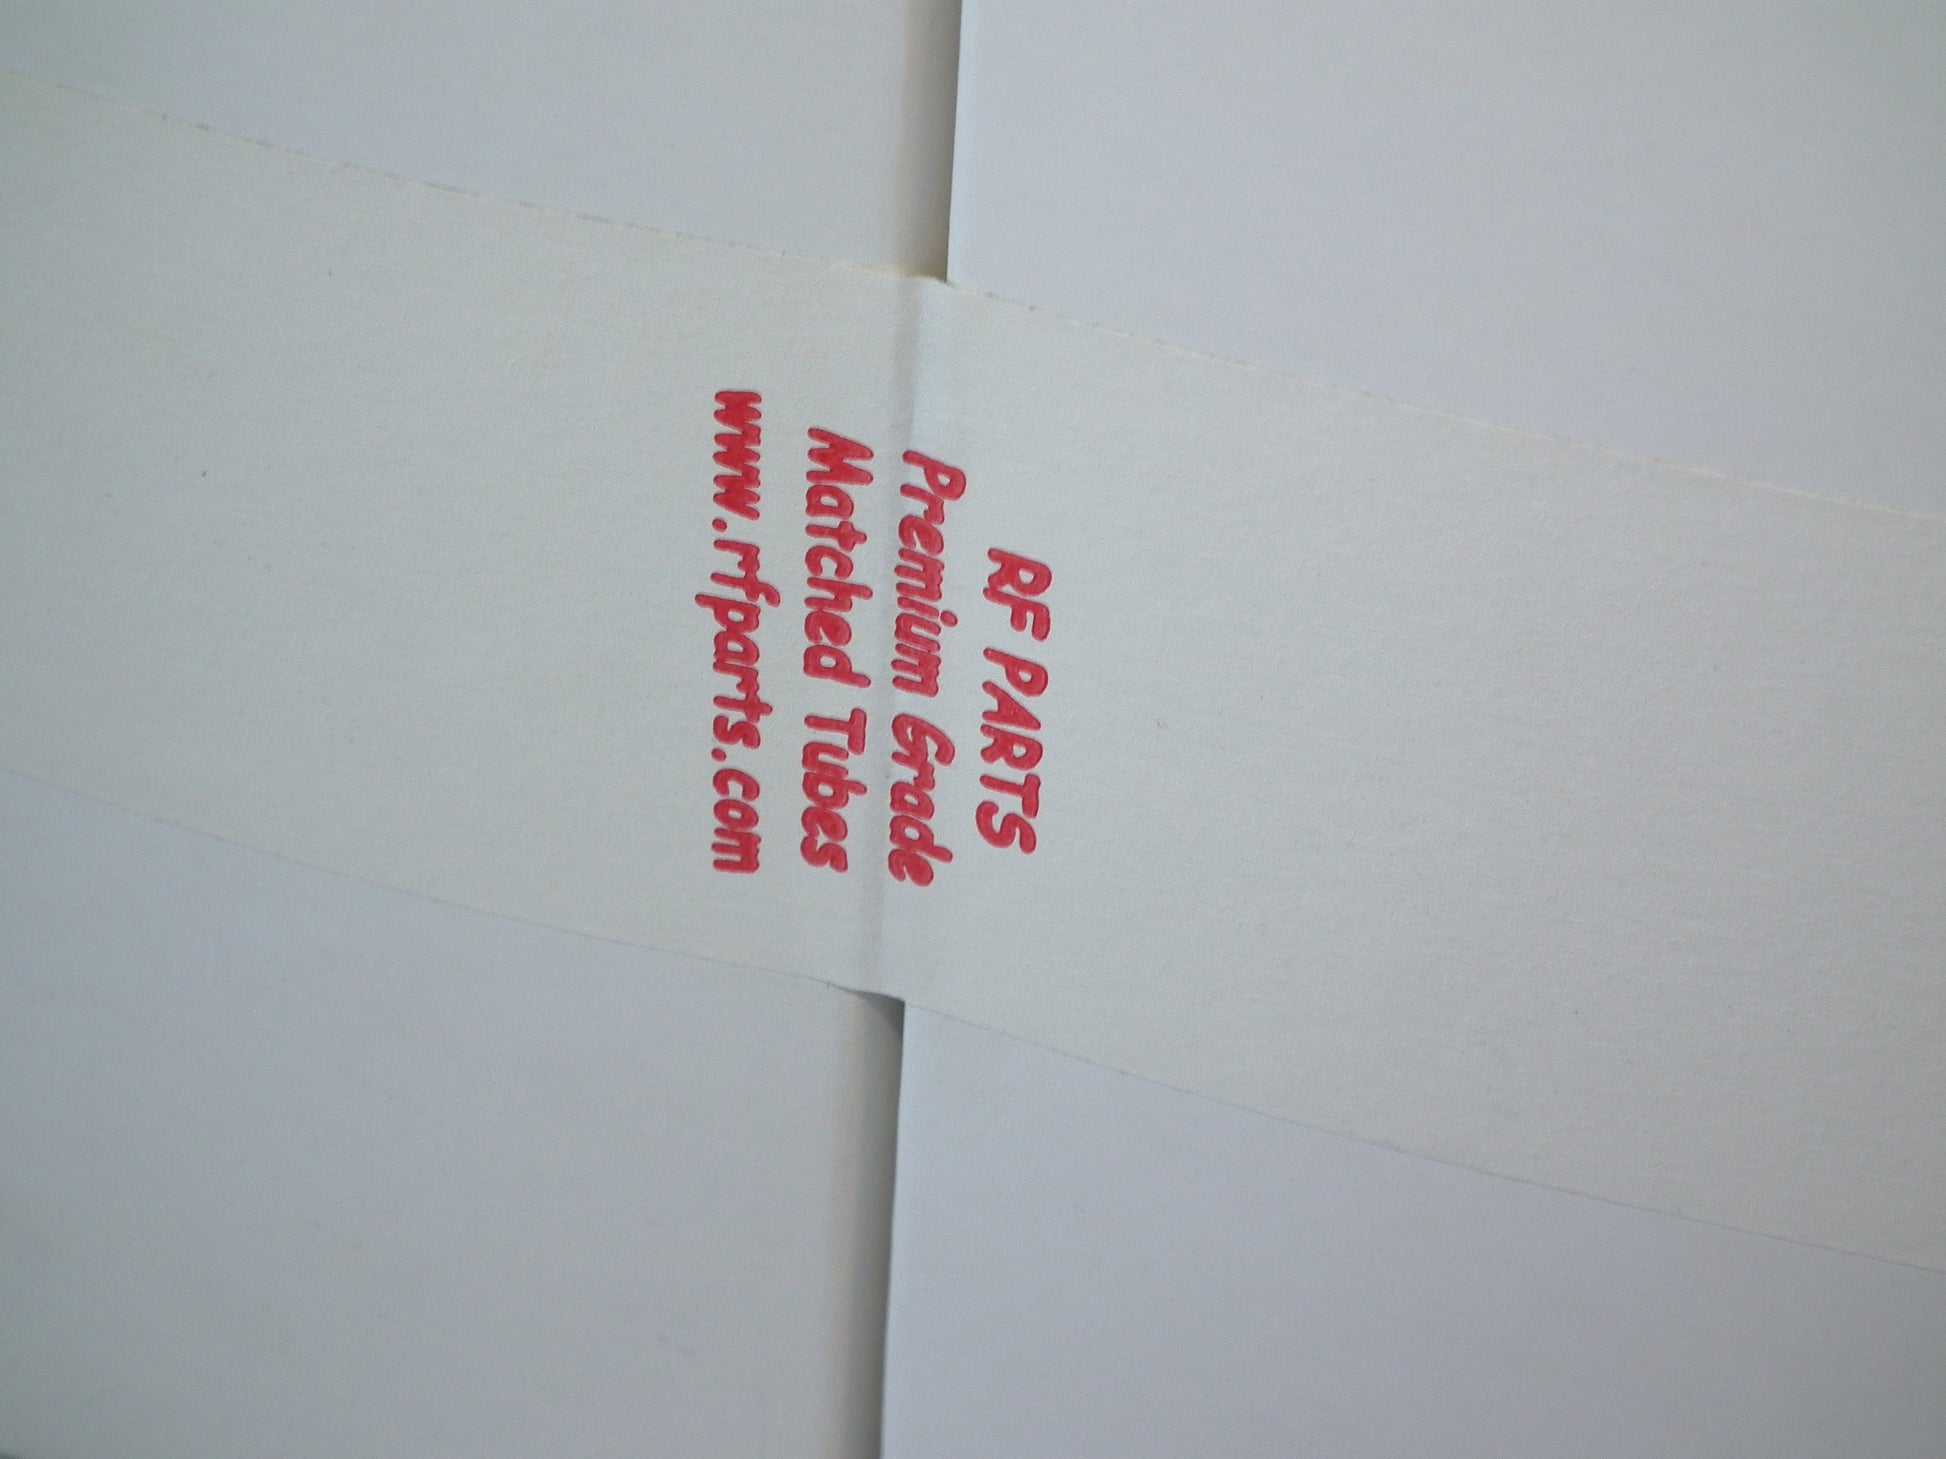 RF PARTS
Premium Grade
Matched Tubes
www.rfparts.com